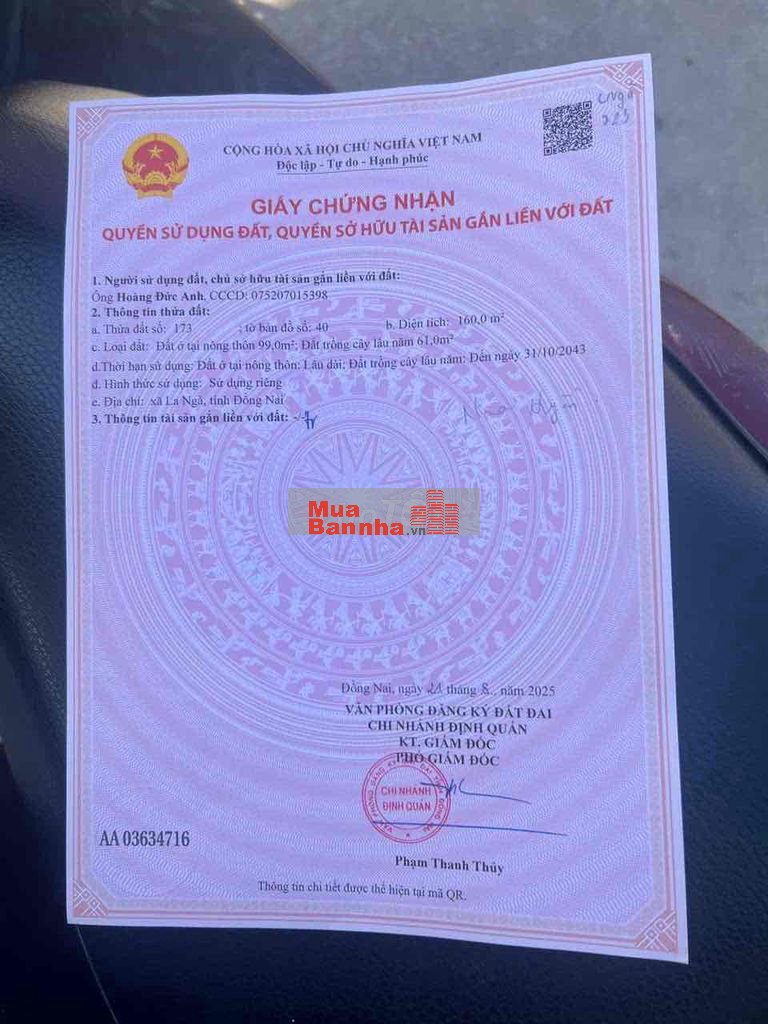 CỘNG HÒA XÃ HỘI CHỦ NGHĨA VIỆT NAM
Độc lập - Tự do - Hạnh phúc
GIẤY CHỨNG NHẬN
QUYỀN SỬ DỤNG ĐẤT, QUYỀN SỞ HỮU TÀI SẢN GẮN LIỀN VỚI ĐẤT
1. Người sử dụng đất, chủ sở hữu tài sản gắn liền với đất:
Ông Hoàng Đức Anh, CCCD: 075207015398
2. Thông tin thửa đất:
a. Thửa đất số: 173 ; tờ bản đồ số: 40 b. Diện tích: 160,0 m²
c. Loại đất: Đất ở tại nông thôn 99,0m²; Đất trồng cây lâu năm 61,0m²
d.Thời hạn sử dụng: Đất ở tại nông thôn: Lâu dài; Đất trồng cây lâu năm: Đến ngày 31/10/2043
đ. Hình thức sử dụng: Sử dụng riêng
e. Địa chỉ: xã La Ngà, tỉnh Đồng Nai
3. Thông tin tài sản gắn liền với đất: -/-
Mua
Bannha.vn
Đồng Nai, ngày 21 tháng 8. năm 2025
VĂN PHÒNG ĐĂNG KÝ ĐẤT ĐAI
CHI NHÁNH ĐỊNH QUÁN
KT. GIÁM ĐỐC
PHÓ GIÁM ĐỐC
CHI NHÁNH
ĐỊNH QUÁN
AA 03634716
Phạm Thanh Thủy
Thông tin chi tiết được thể hiện tại mã QR.